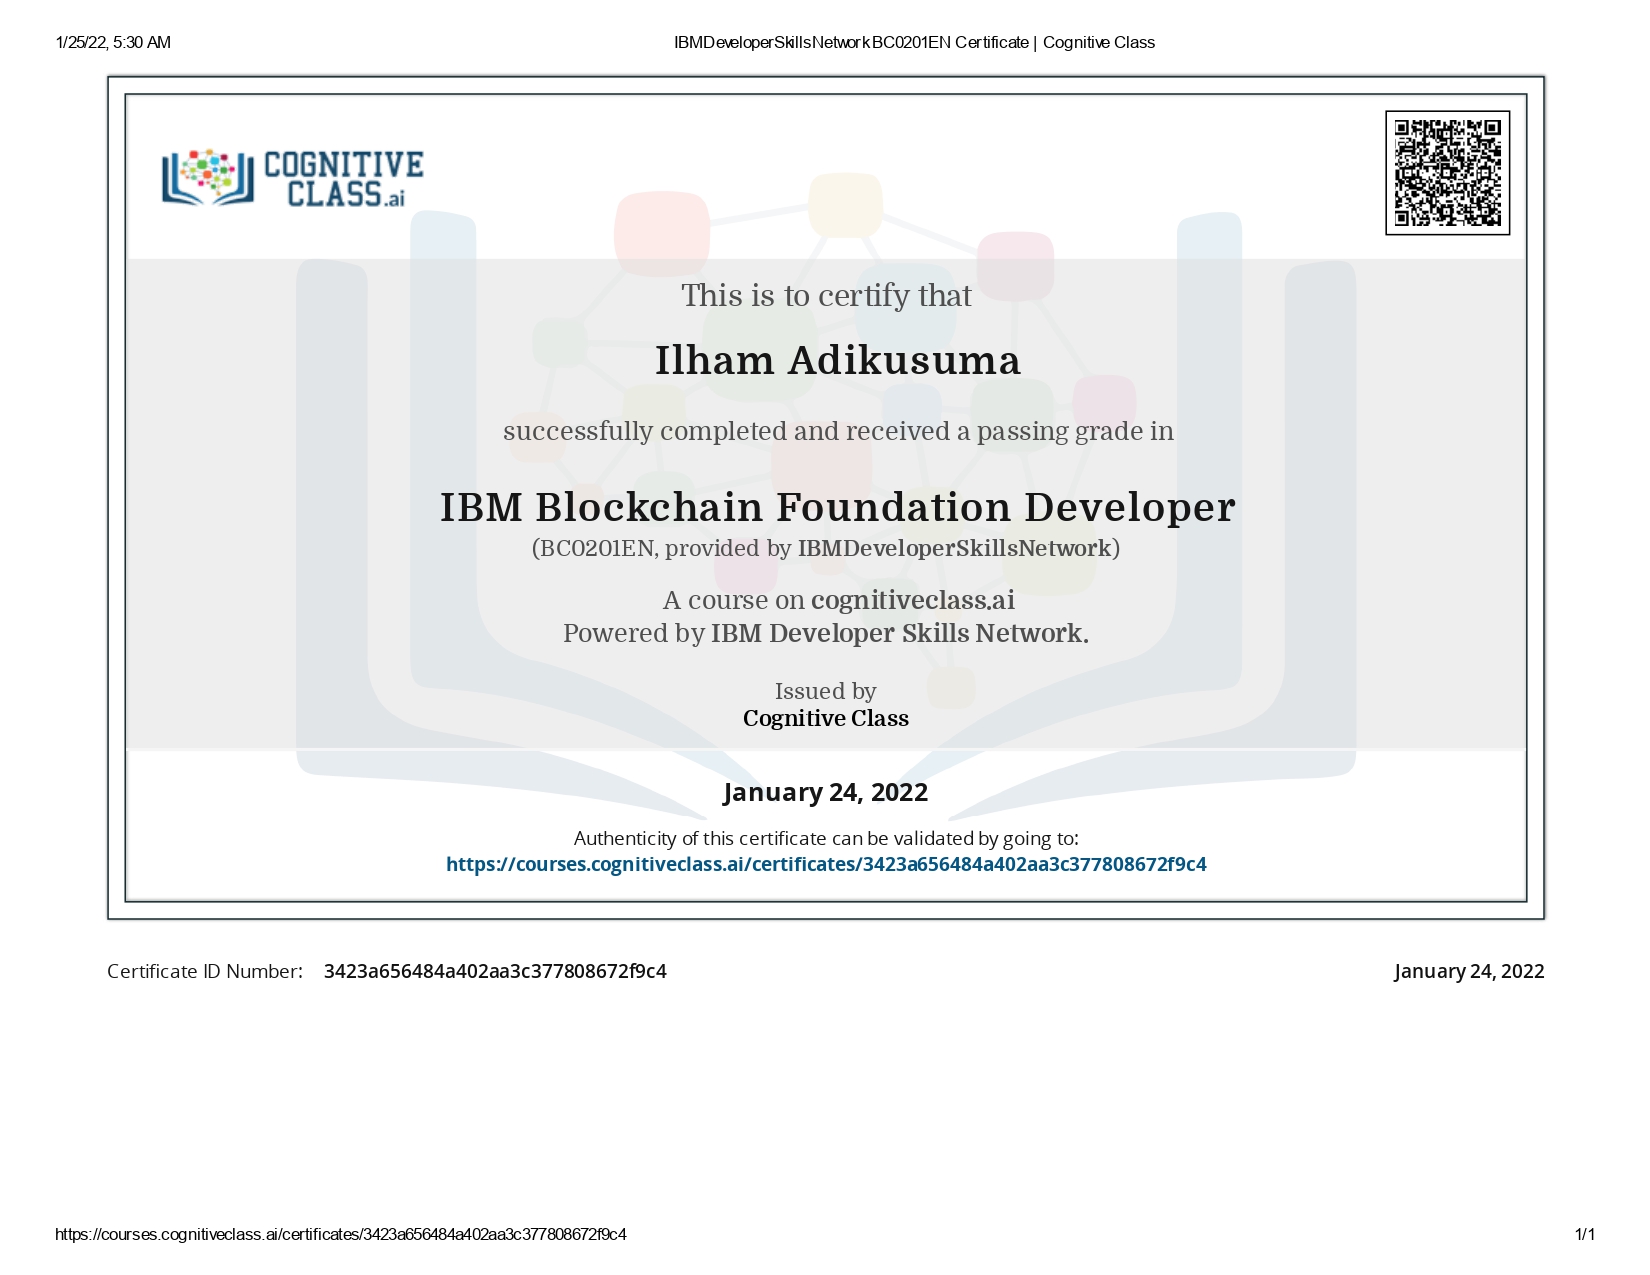 1/25/22, 5:30 AM
IBMDeveloperSkillsNetwork BC0201EN Certificate | Cognitive Class
COGNITIVE
CLASS.ai
This is to certify that
Ilham Adikusuma
successfully completed and received a passing grade in
IBM Blockchain Foundation Developer
(BC0201EN, provided by IBMDeveloperSkillsNetwork)
A course on cognitiveclass.ai
Powered by IBM Developer Skills Network.
Issued by
Cognitive Class
January 24, 2022
Authenticity of this certificate can be validated by going to:
https://courses.cognitiveclass.ai/certificates/3423a656484a402aa3c377808672f9c4
Certificate ID Number: 3423a656484a402aa3c377808672f9c4
January 24, 2022
https://courses.cognitiveclass.ai/certificates/3423a656484a402aa3c377808672f9c4
1/1